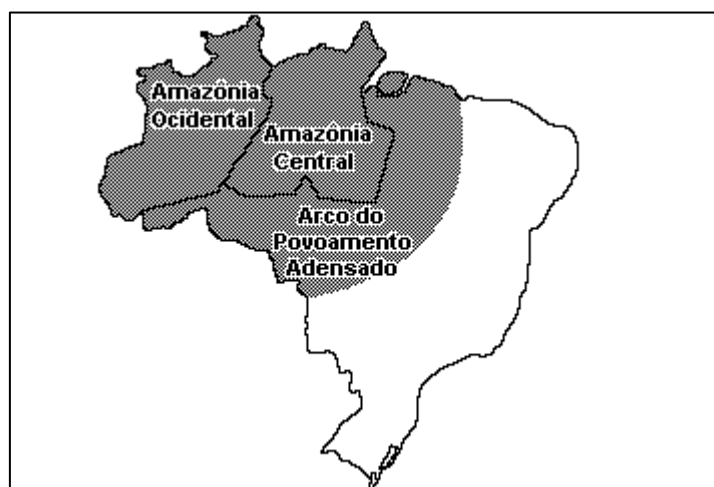 Amazônia
Ocidental
Amazônia
Central
Arco do
Povoamento
Adensado